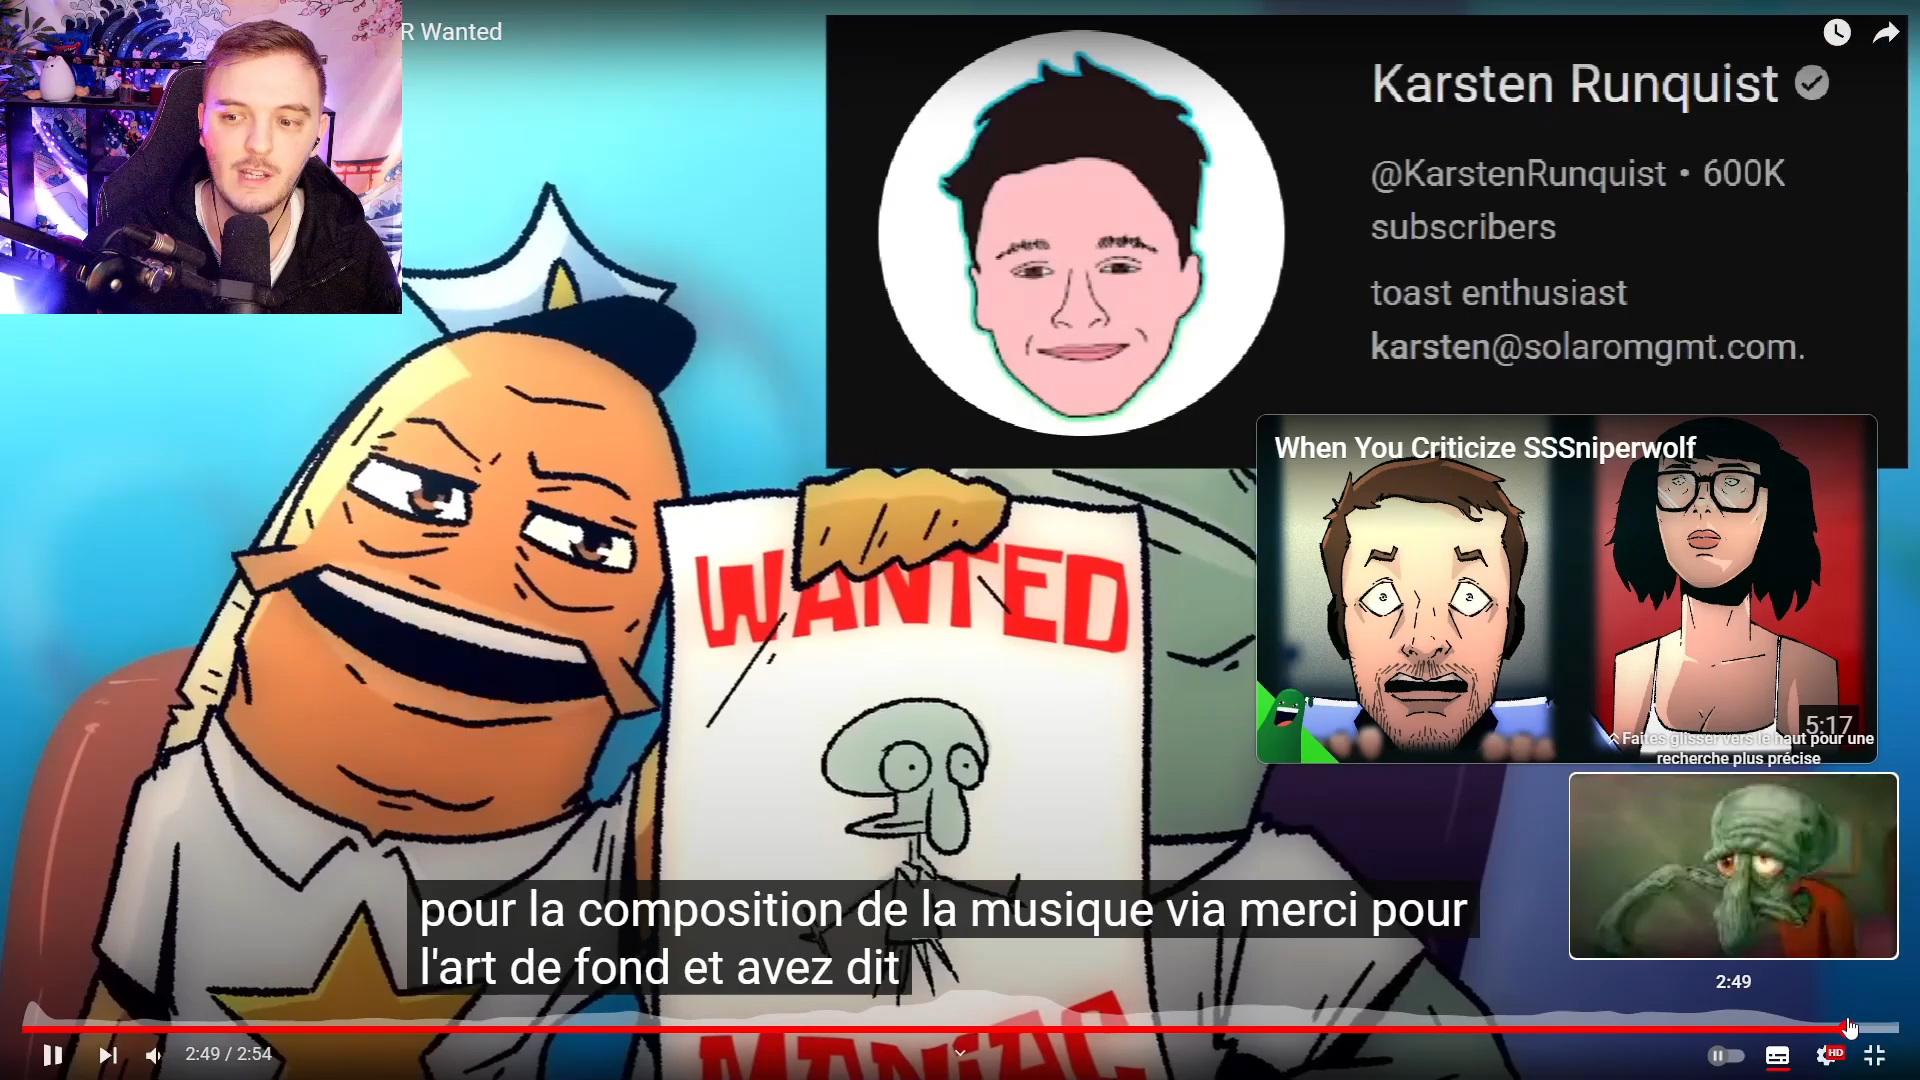 R Wanted
Karsten Runquist
@KarstenRunquist • 600K
subscribers
toast enthusiast
karsten@solaromgmt.com.
When You Criticize SSSniperwolf
WANTED
5:17
Faites glisser vers le haut pour une
recherche plus précise
pour la composition de la musique via merci pour
l'art de fond et avez dit
2:49
MANIAC
2:49 / 2:54
HD